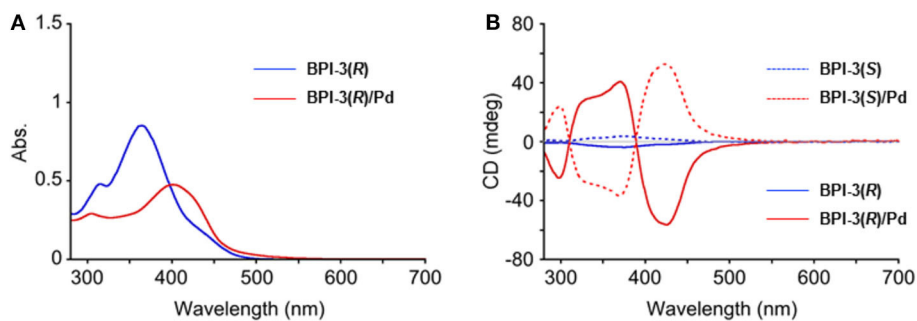 A
1.5
1
0.5
0
Abs.
300 400 500 600 700
Wavelength (nm)
BPI-3(R)
BPI-3(R)/Pd
B
80
40
0
-40
-80
CD (mdeg)
300 400 500 600 700
Wavelength (nm)
BPI-3(S)
BPI-3(S)/Pd
BPI-3(R)
BPI-3(R)/Pd